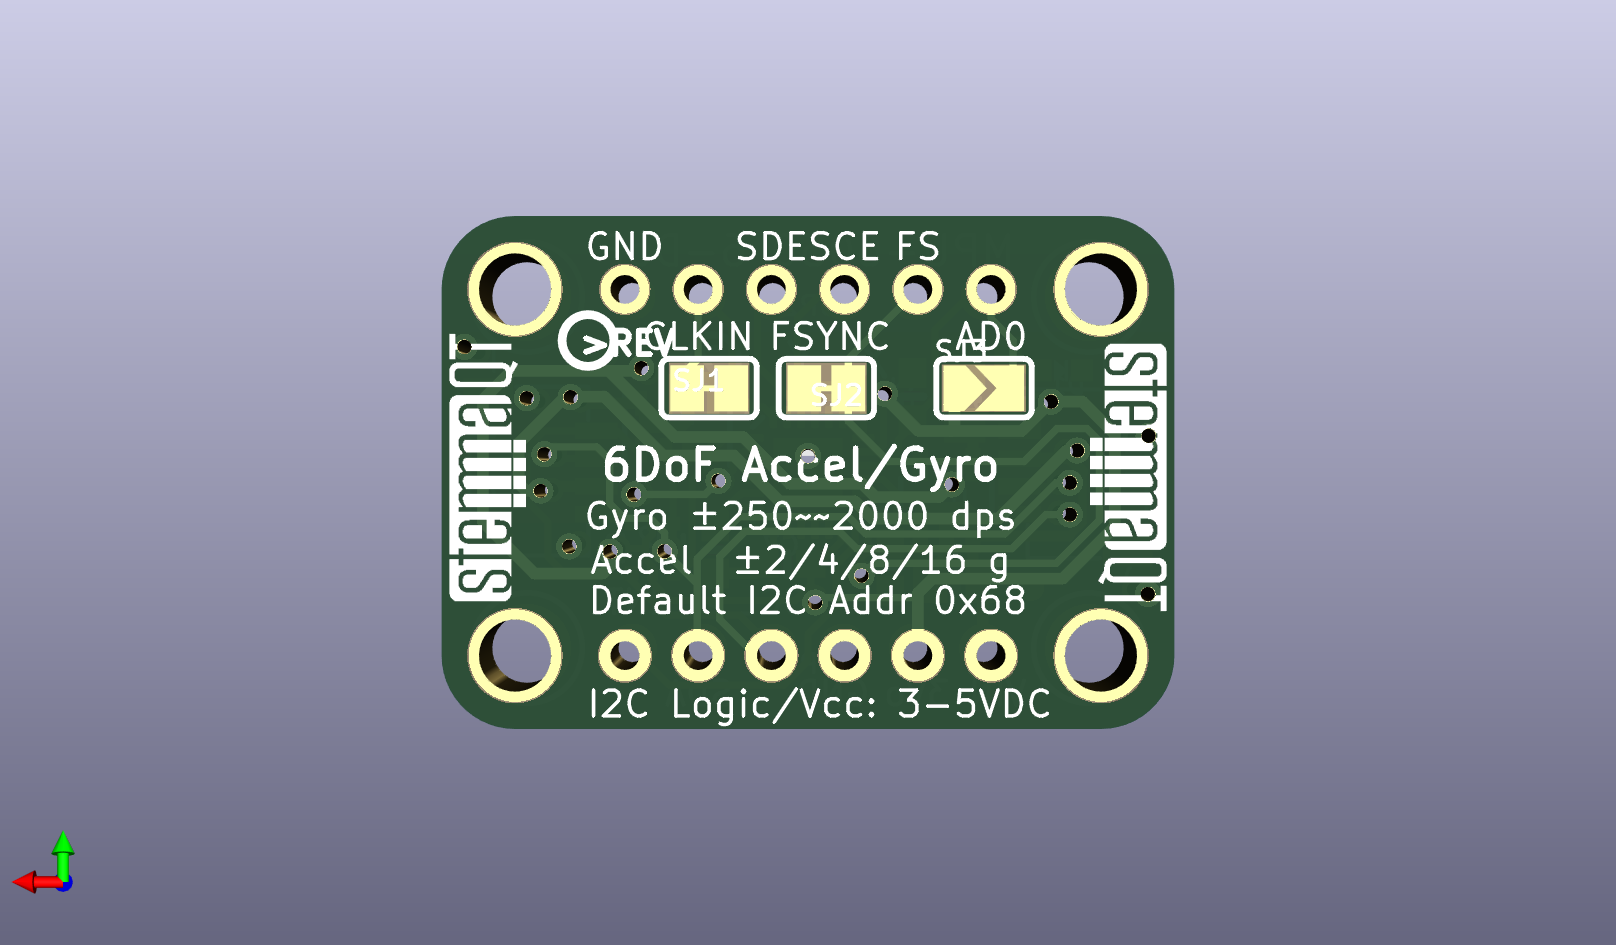 GND SDESCE FS
REV CLKIN FSYNC AD0
SJ1 SJ2 SJ3
stemmaQT
stemmaQT
6DoF Accel/Gyro
Gyro ±250~~2000 dps
Accel ±2/4/8/16 g
Default I2C Addr 0x68
I2C Logic/Vcc: 3-5VDC